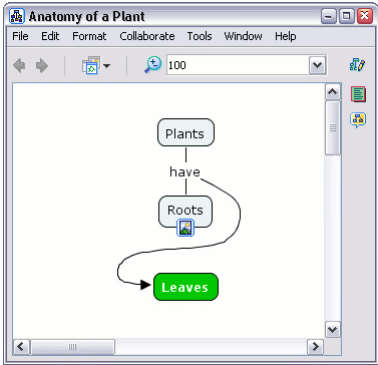 Anatomy of a Plant
File Edit Format Collaborate Tools Window Help
100
Plants
have
Roots
Leaves